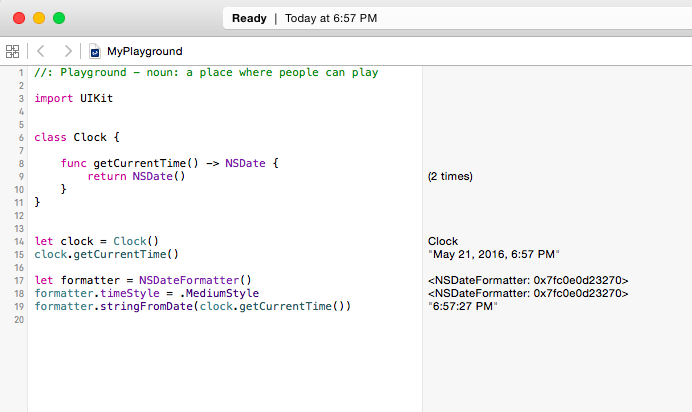 Ready | Today at 6:57 PM
MyPlayground
1 //: Playground - noun: a place where people can play
2
3 import UIKit
4
5
6 class Clock {
7
8 func getCurrentTime() -> NSDate {
9 return NSDate() (2 times)
10 }
11 }
12
13
14 let clock = Clock() Clock
15 clock.getCurrentTime() "May 21, 2016, 6:57 PM"
16
17 let formatter = NSDateFormatter() <NSDateFormatter: 0x7fc0e0d23270>
18 formatter.timeStyle = .MediumStyle <NSDateFormatter: 0x7fc0e0d23270>
19 formatter.stringFromDate(clock.getCurrentTime()) "6:57:27 PM"
20